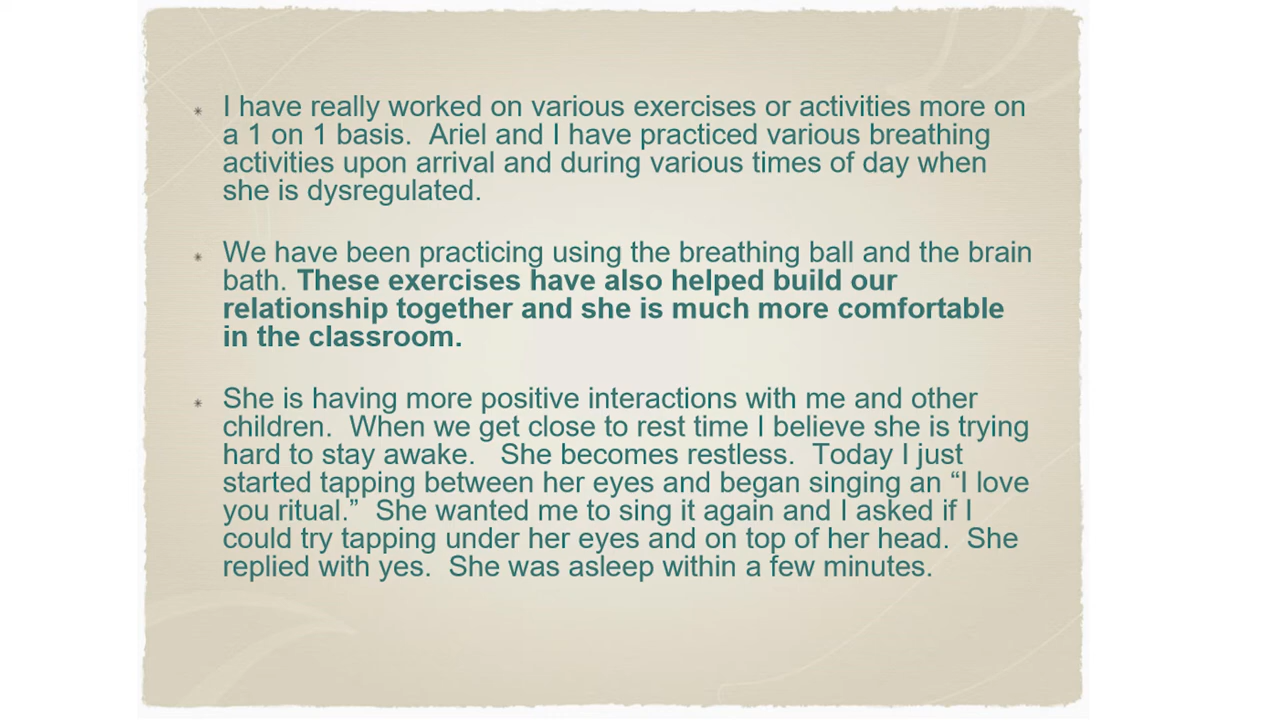 I have really worked on various exercises or activities more on
a 1 on 1 basis.  Ariel and I have practiced various breathing
activities upon arrival and during various times of day when
she is dysregulated.
We have been practicing using the breathing ball and the brain
bath. These exercises have also helped build our
relationship together and she is much more comfortable
in the classroom.
She is having more positive interactions with me and other
children.  When we get close to rest time I believe she is trying
hard to stay awake.   She becomes restless.  Today I just
started tapping between her eyes and began singing an “I love
you ritual.”  She wanted me to sing it again and I asked if I
could try tapping under her eyes and on top of her head.  She
replied with yes.  She was asleep within a few minutes.